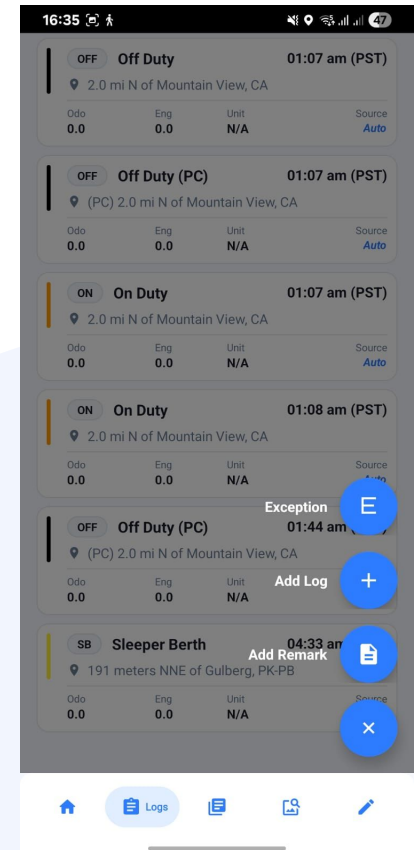 16:35
47
OFF Off Duty 01:07 am (PST)
2.0 mi N of Mountain View, CA
Odo Eng Unit Source
0.0 0.0 N/A Auto
OFF Off Duty (PC) 01:07 am (PST)
(PC) 2.0 mi N of Mountain View, CA
Odo Eng Unit Source
0.0 0.0 N/A Auto
ON On Duty 01:07 am (PST)
2.0 mi N of Mountain View, CA
Odo Eng Unit Source
0.0 0.0 N/A Auto
ON On Duty 01:08 am (PST)
2.0 mi N of Mountain View, CA
Odo Eng Unit Source
0.0 0.0 N/A Auto
Exception E
OFF Off Duty (PC) 01:44 am
(PC) 2.0 mi N of Mountain View, CA
Odo Eng Unit
0.0 0.0 N/A
Add Log
SB Sleeper Berth 04:33 am
Add Remark
191 meters NNE of Gulberg, PK-PB
Odo Eng Unit Source
0.0 0.0 N/A
Logs